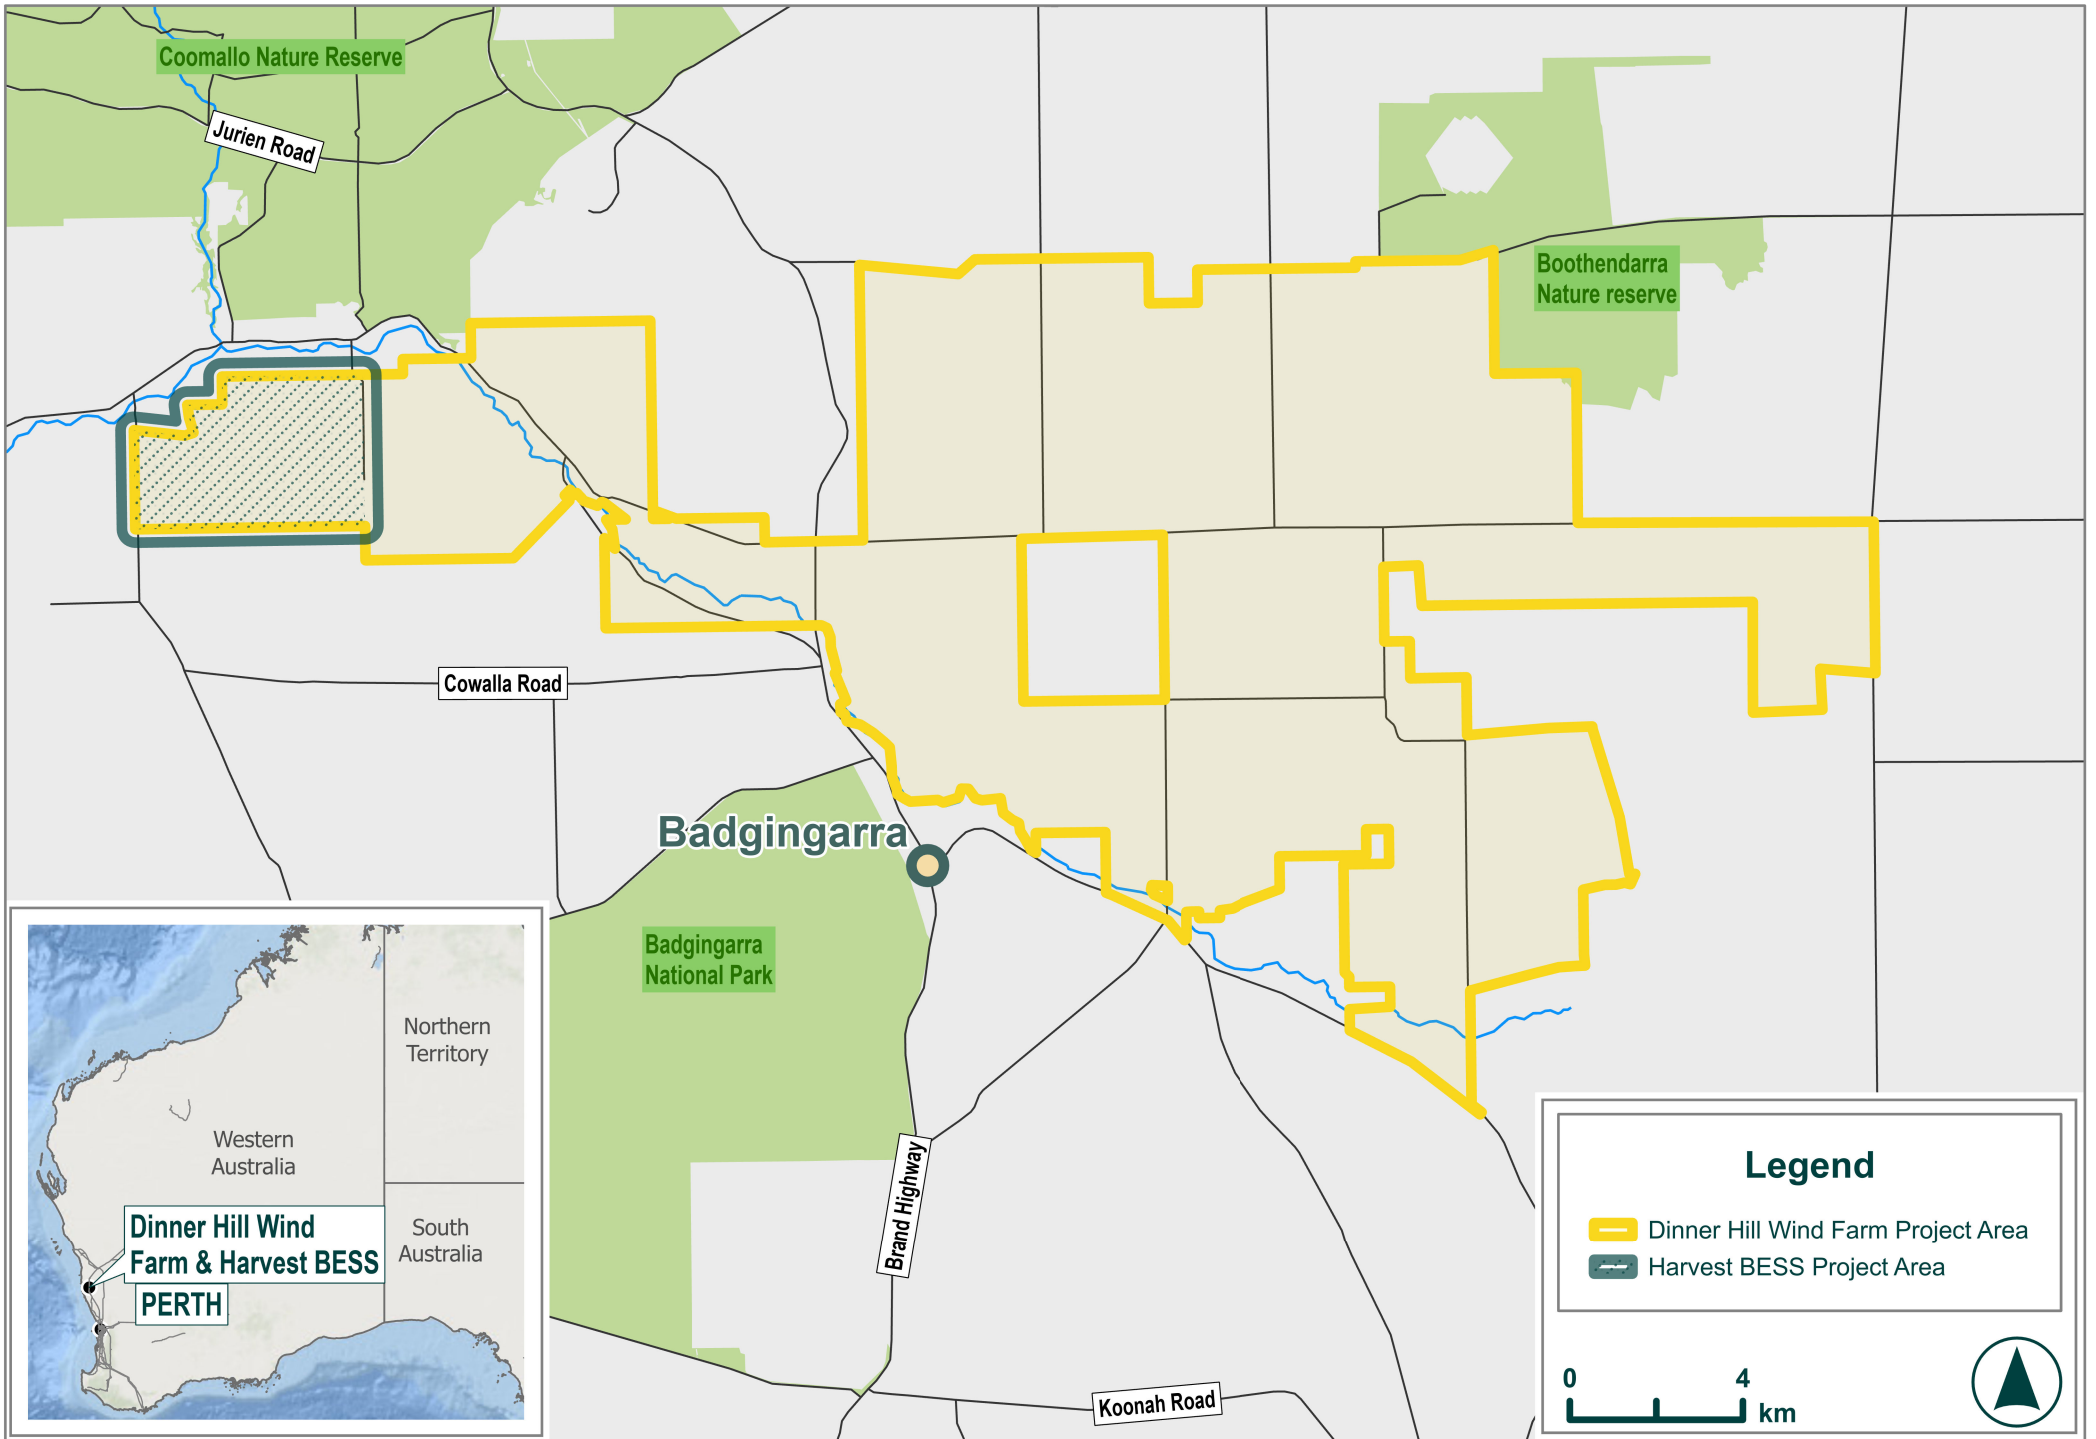 Coomallo Nature Reserve
Jurien Road
Boothendarra
Nature reserve
Cowalla Road
Badgingarra
Badgingarra
National Park
Brand Highway
Koonah Road
Northern
Territory
Western
Australia
South
Australia
Dinner Hill Wind
Farm & Harvest BESS
PERTH
Legend
Dinner Hill Wind Farm Project Area
Harvest BESS Project Area
0 4
km